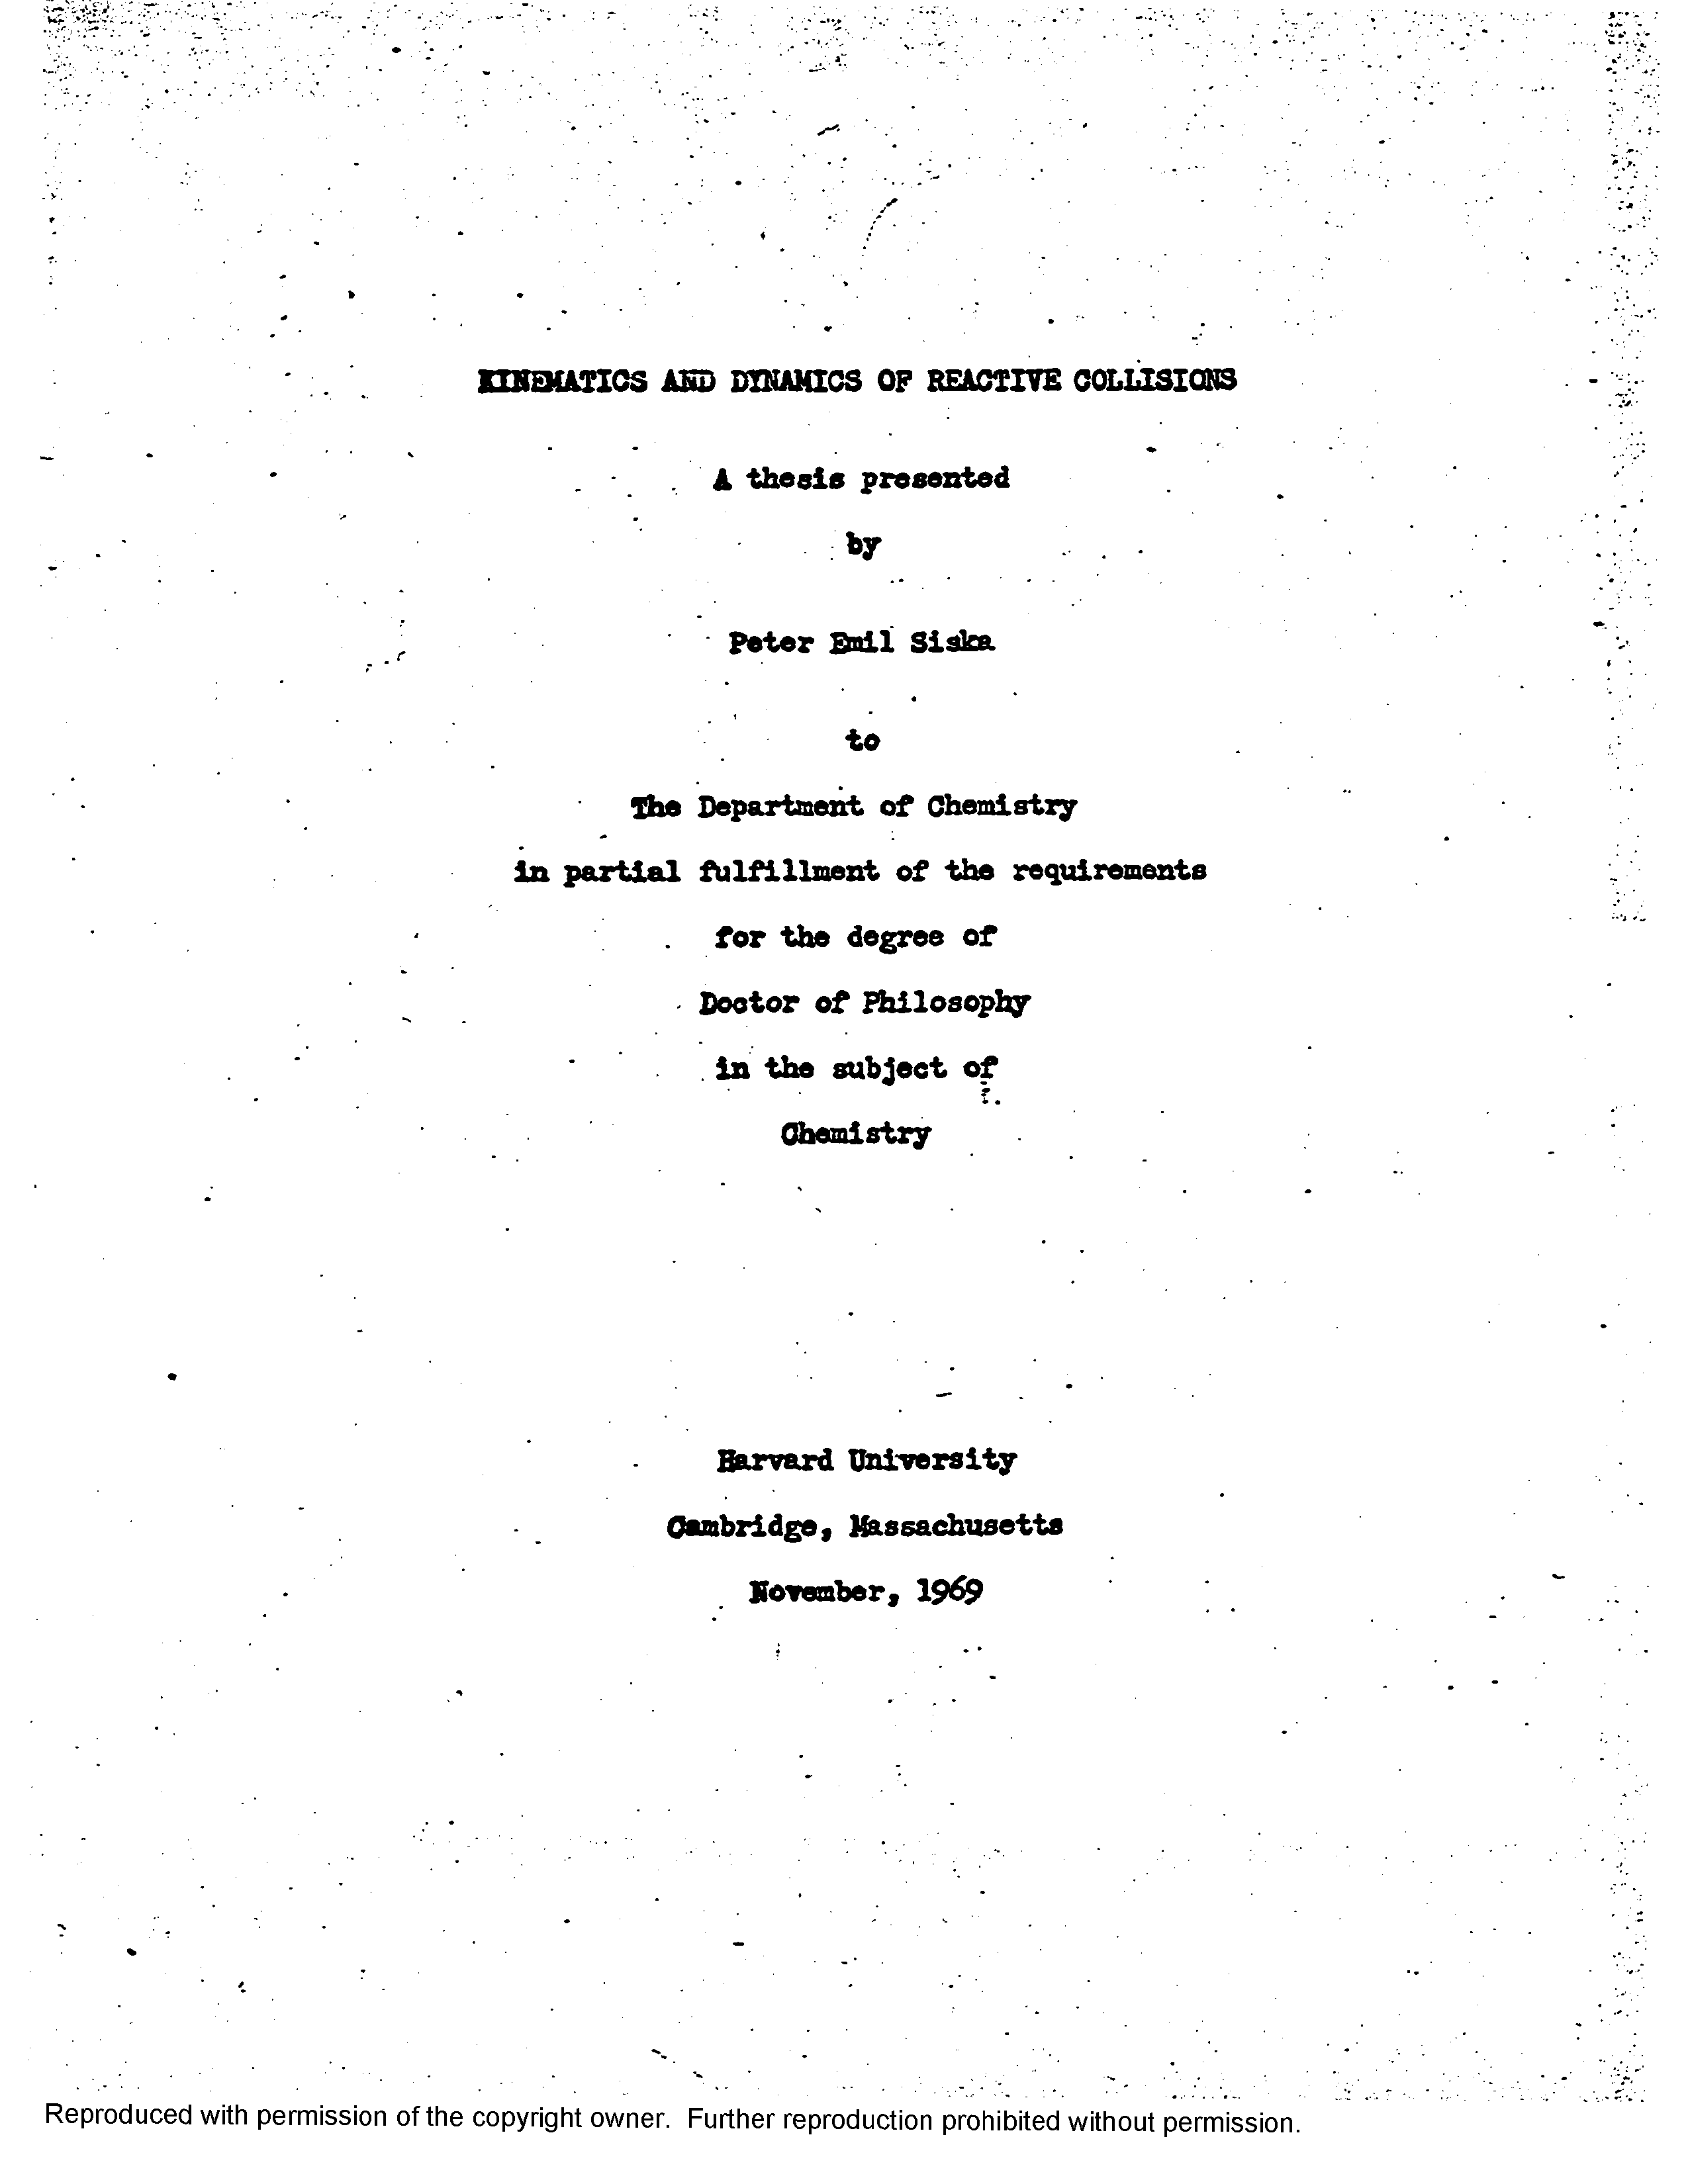 KINEMATICS AND DYNAMICS OF REACTIVE COLLISIONS
A thesis presented
by
Peter Emil Siska
to
The Department of Chemistry
in partial fulfillment of the requirements
for the degree of
Doctor of Philosophy
in the subject of
Chemistry
Harvard University
Cambridge, Massachusetts
November, 1969
Reproduced with permission of the copyright owner. Further reproduction prohibited without permission.